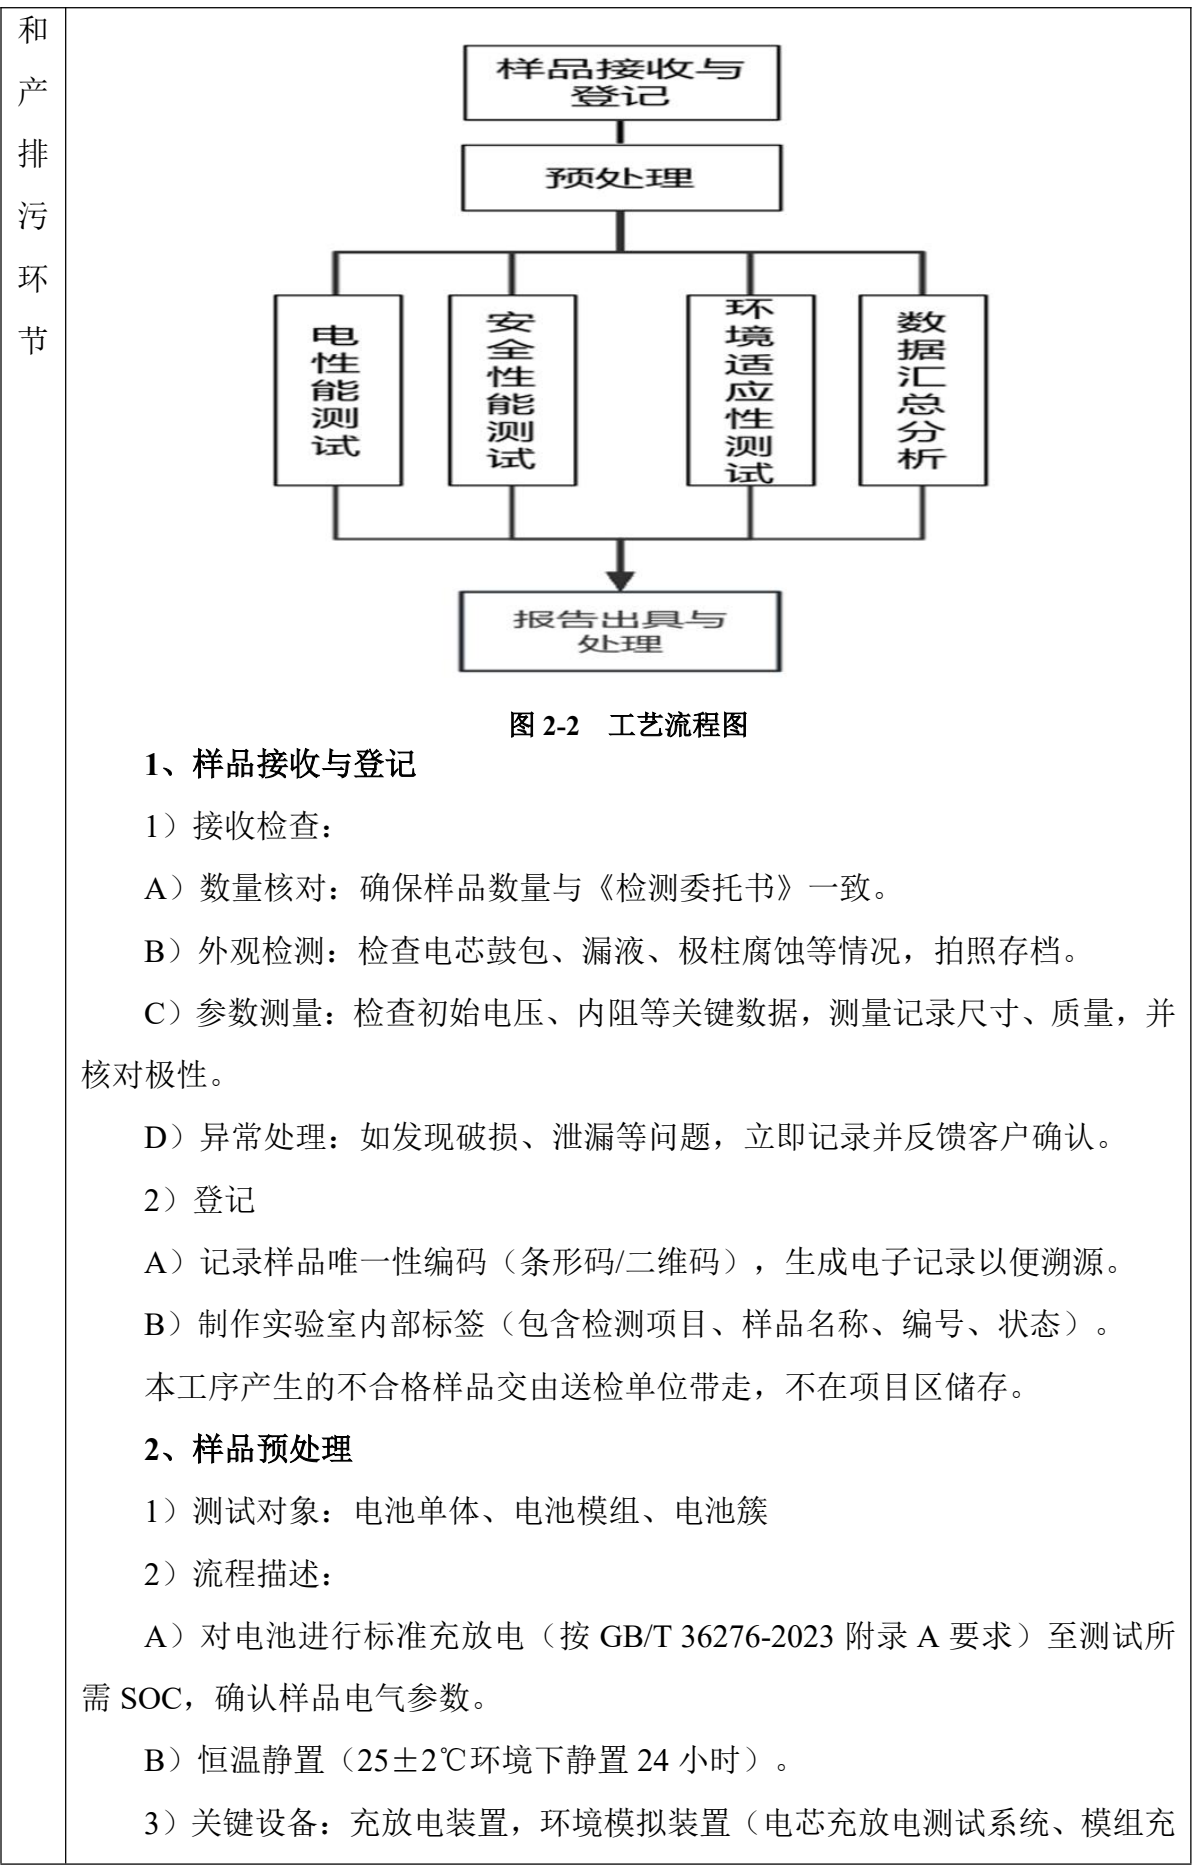 和
产
排
污
环
节
样品接收与
登记
预处理
电性能测试
安全性能测试
环境适应性测试
数据汇总分析
报告出具与
处理
图 2-2 工艺流程图
1、样品接收与登记
1）接收检查：
A）数量核对：确保样品数量与《检测委托书》一致。
B）外观检测：检查电芯鼓包、漏液、极柱腐蚀等情况，拍照存档。
C）参数测量：检查初始电压、内阻等关键数据，测量记录尺寸、质量，并
核对极性。
D）异常处理：如发现破损、泄漏等问题，立即记录并反馈客户确认。
2）登记
A）记录样品唯一性编码（条形码/二维码），生成电子记录以便溯源。
B）制作实验室内部标签（包含检测项目、样品名称、编号、状态）。
本工序产生的不合格样品交由送检单位带走，不在项目区储存。
2、样品预处理
1）测试对象：电池单体、电池模组、电池簇
2）流程描述：
A）对电池进行标准充放电（按 GB/T 36276-2023 附录 A 要求）至测试所
需 SOC，确认样品电气参数。
B）恒温静置（25±2℃环境下静置 24 小时）。
3）关键设备：充放电装置，环境模拟装置（电芯充放电测试系统、模组充